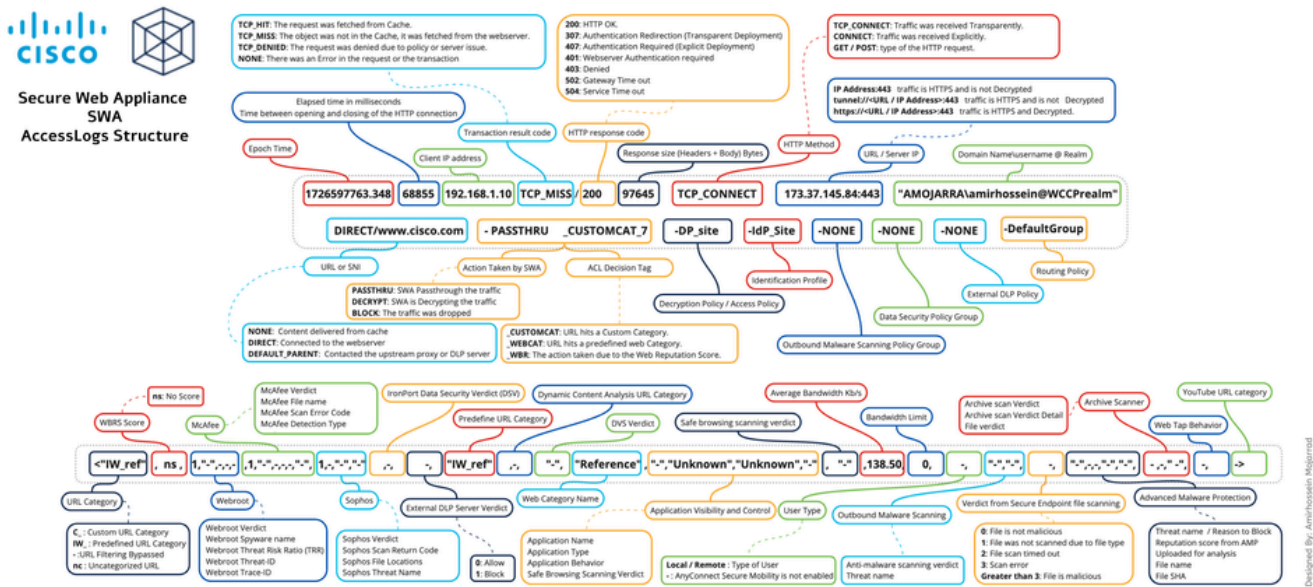 CISCO
Secure Web Appliance
SWA
AccessLogs Structure
TCP_HIT: The request was fetched from Cache.
TCP_MISS: The object was not in the Cache, it was fetched from the webserver.
TCP_DENIED: The request was denied due to policy or server issue.
NONE: There was an Error in the request or the transaction
200: HTTP OK.
307: Authentication Redirection (Transparent Deployment)
407: Authentication Required (Explicit Deployment)
401: Webserver Authentication required
403: Denied
502: Gateway Time out
504: Service Time out
TCP_CONNECT: Traffic was received Transparently.
CONNECT: Traffic was received Explicitly.
GET / POST: type of the HTTP request.
IP Address:443 traffic is HTTPS and is not Decrypted
tunnel://<URL / IP Address>:443 traffic is HTTPS and is not Decrypted
https://<URL / IP Address>:443 traffic is HTTPS and Decrypted.
Elapsed time in milliseconds
Time between opening and closing of the HTTP connection
Transaction result code
HTTP response code
Epoch Time
Client IP address
Response size (Headers + Body) Bytes
HTTP Method
URL / Server IP
Domain Name\username @ Realm
1726597763.348 68855 192.168.1.10 TCP_MISS / 200 97645 TCP_CONNECT 173.37.145.84:443 "AMOJARRA\amirhossein@WCCPrealm"
DIRECT/www.cisco.com - PASSTHRU _CUSTOMCAT_7 -DP_site -IdP_Site -NONE -NONE -NONE -DefaultGroup
URL or SNI
Action Taken by SWA
ACL Decision Tag
Identification Profile
Routing Policy
Decryption Policy / Access Policy
External DLP Policy
Data Security Policy Group
Outbound Malware Scanning Policy Group
PASSTHRU: SWA Passthrough the traffic
DECRYPT: SWA is Decrypting the traffic
BLOCK: The traffic was dropped
NONE: Content delivered from cache
DIRECT: Connected to the webserver
DEFAULT_PARENT: Contacted the upstream proxy or DLP server
_CUSTOMCAT: URL hits a Custom Category.
_WEBCAT: URL hits a predefined web Category.
_WBR: The action taken due to the Web Reputation Score.
ns: No Score
McAfee Verdict
McAfee File name
McAfee Scan Error Code
McAfee Detection Type
IronPort Data Security Verdict (DSV)
Dynamic Content Analysis URL Category
Average Bandwidth Kb/s
YouTube URL category
WBRS Score
McAfee
Predefine URL Category
DVS Verdict
Safe browsing scanning verdict
Bandwidth Limit
Archive scan Verdict
Archive scan Verdict Detail
File verdict
Archive Scanner
Web Tap Behavior
<"IW_ref" , ns , 1,"-",-,-,- ,1,"-",-,-,"-", 1,-,"-","-" ,-, -, "IW_ref" ,-, "-", "Reference", "-","Unknown","Unknown","-" , "-" ,138.50, 0, -, "-","-", -, "-",-,-,"-","-", -,-,"-", -, ->
URL Category
Webroot
Sophos
External DLP Server Verdict
Web Category Name
Application Visibility and Control
User Type
Outbound Malware Scanning
Verdict from Secure Endpoint file scanning
Advanced Malware Protection
C_ : Custom URL Category
IW_ : Predefined URL Category
- :URL Filtering Bypassed
nc : Uncategorized URL
Webroot Verdict
Webroot Spyware name
Webroot Threat Risk Ratio (TRR)
Webroot Threat-ID
Webroot Trace-ID
Sophos Verdict
Sophos Scan Return Code
Sophos File Locations
Sophos Threat Name
0: Allow
1: Block
Application Name
Application Type
Application Behavior
Safe Browsing Scanning Verdict
Local / Remote : Type of User
- : AnyConnect Secure Mobility is not enabled
Anti-malware scanning verdict
Threat name
0: File is not malicious
1: File was not scanned due to file type
2: File scan timed out
3: Scan error
Greater than 3: File is malicious
Threat name / Reason to Block
Reputation score from AMP
Uploaded for analysis
File name
File SHA
By: Amirhossein Mojarrad